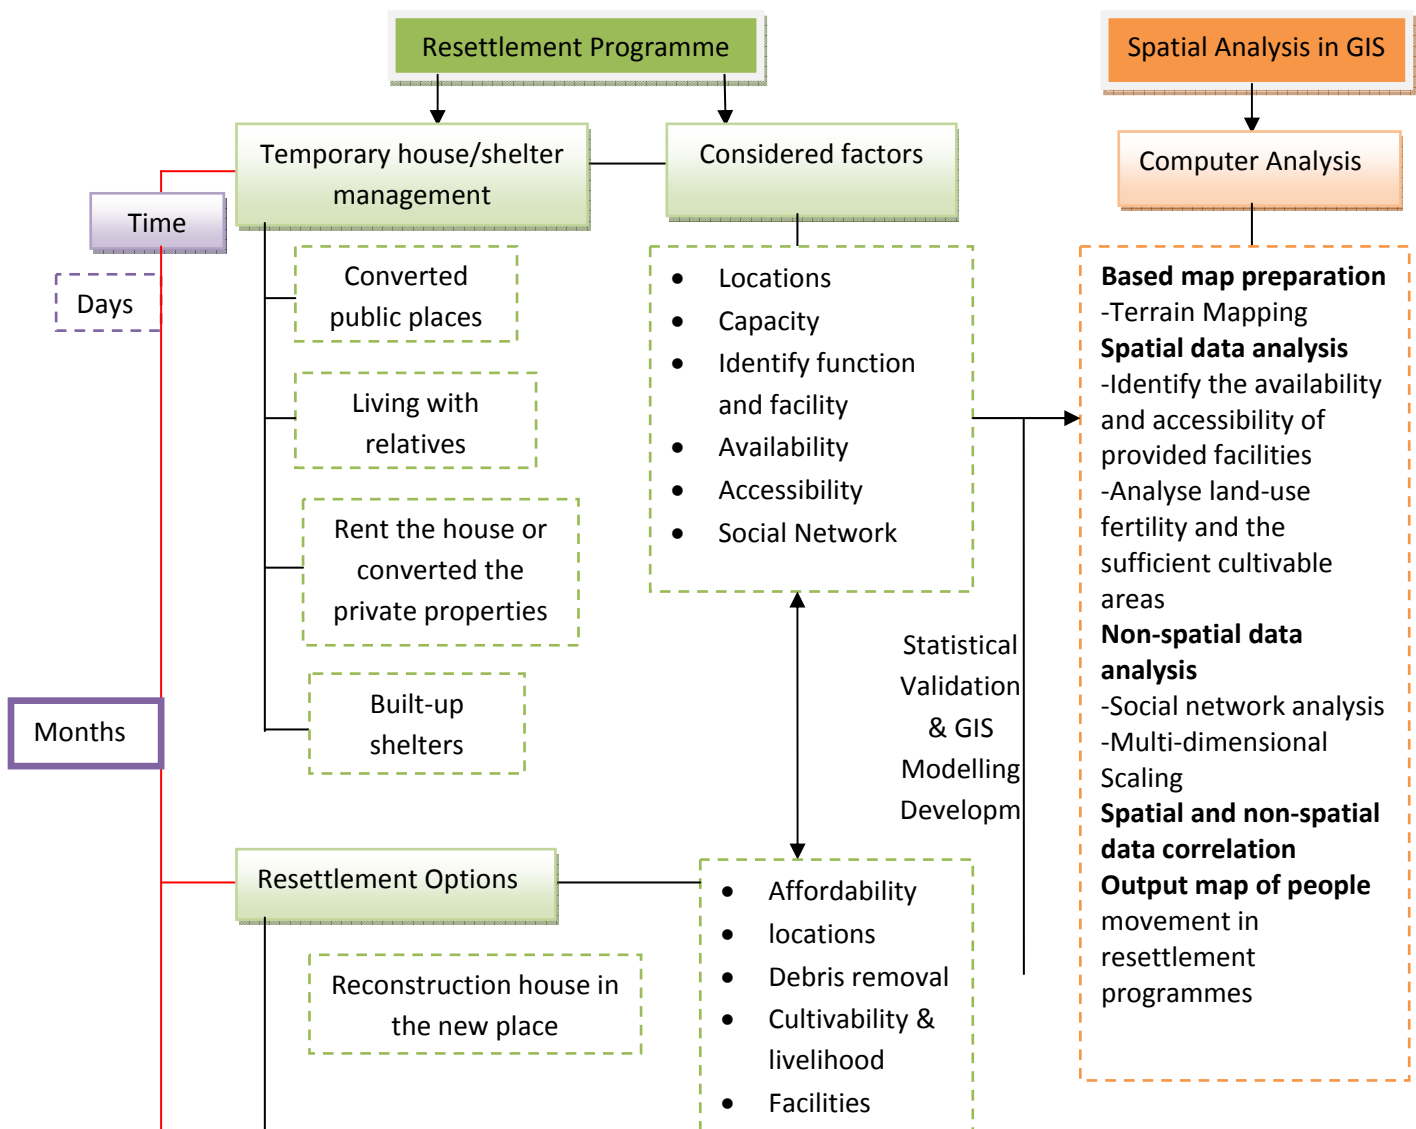 Resettlement Programme
Spatial Analysis in GIS
Temporary house/shelter
management
Considered factors
Computer Analysis
Time
Days
Months
Converted
public places
Living with
relatives
Rent the house or
converted the
private properties
Built-up
shelters
• Locations
• Capacity
• Identify function
and facility
• Availability
• Accessibility
• Social Network
Statistical
Validation
& GIS
Modelling
Developm
Based map preparation
-Terrain Mapping
Spatial data analysis
-Identify the availability
and accessibility of
provided facilities
-Analyse land-use
fertility and the
sufficient cultivable
areas
Non-spatial data
analysis
-Social network analysis
-Multi-dimensional
Scaling
Spatial and non-spatial
data correlation
Output map of people
movement in
resettlement
programmes
Resettlement Options
Reconstruction house in
the new place
• Affordability
• locations
• Debris removal
• Cultivability &
livelihood
• Facilities